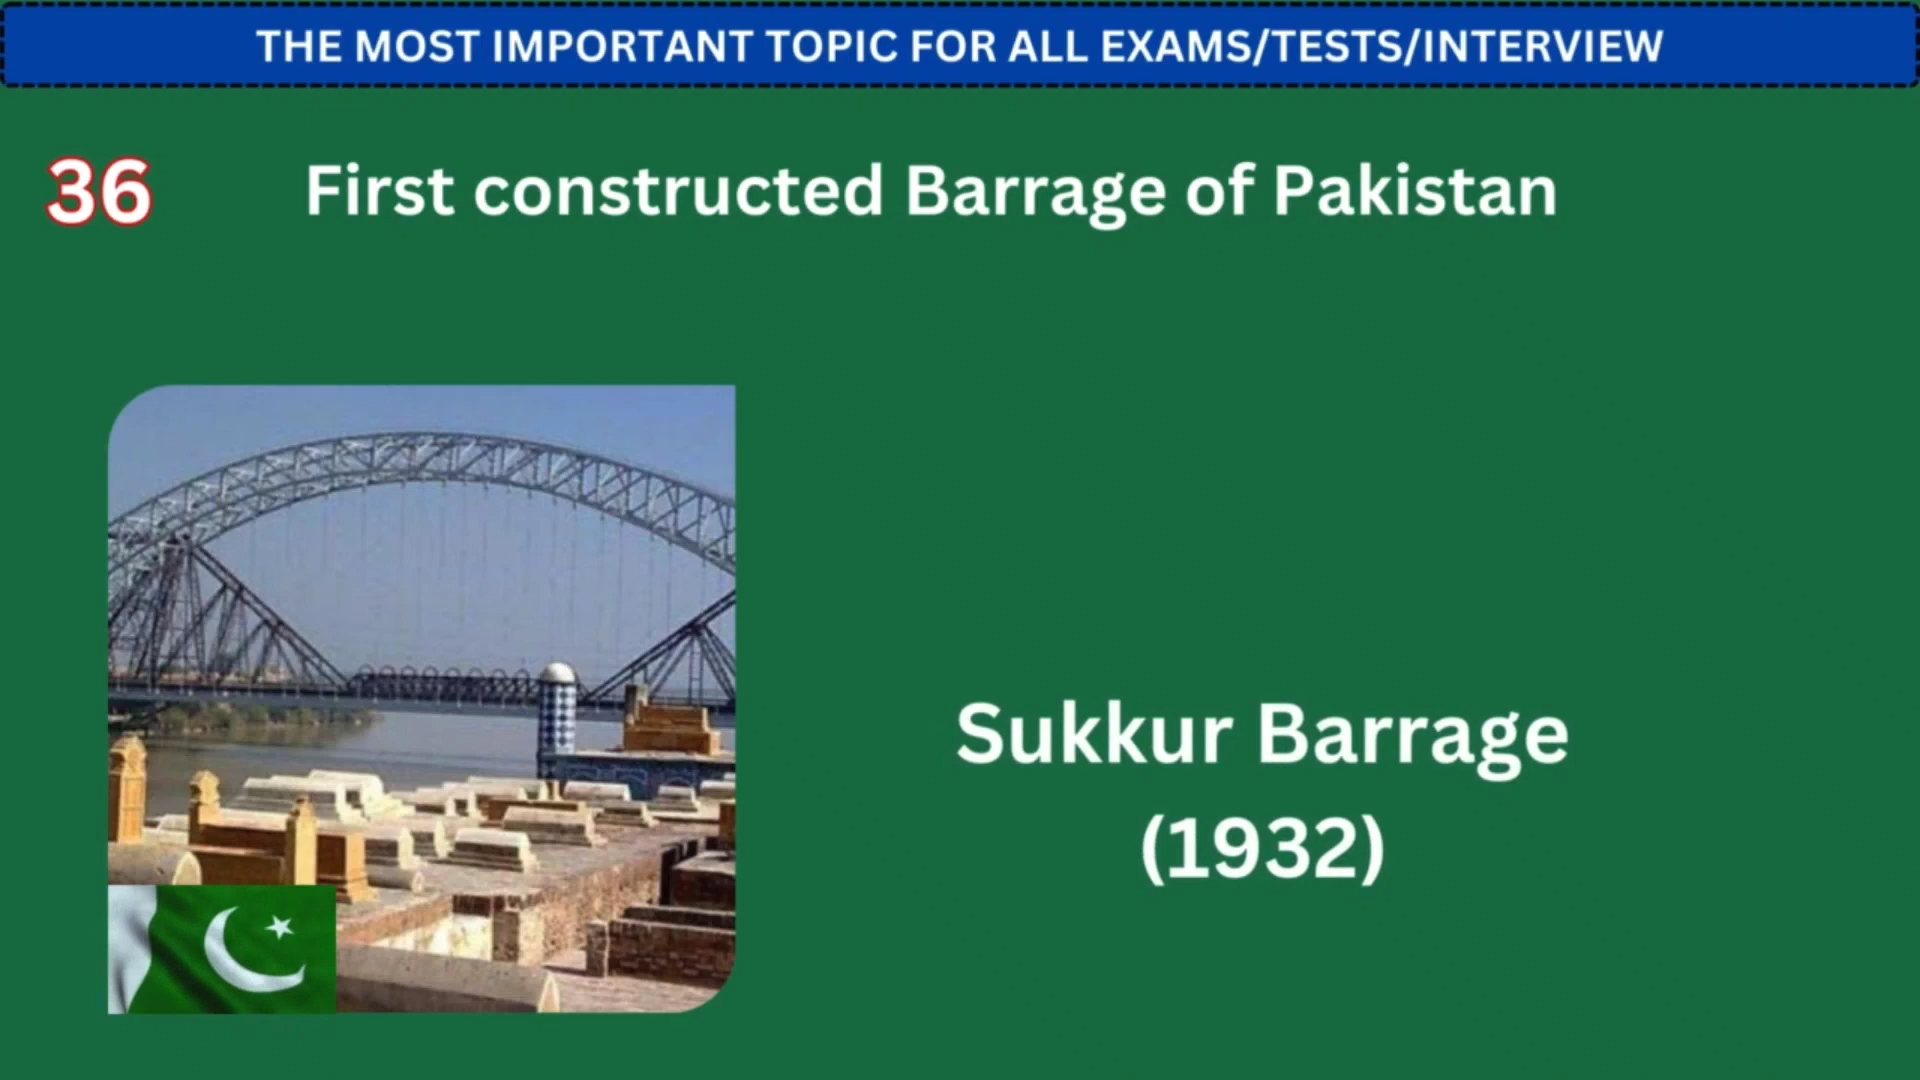 THE MOST IMPORTANT TOPIC FOR ALL EXAMS/TESTS/INTERVIEW
36 First constructed Barrage of Pakistan
Sukkur Barrage
(1932)